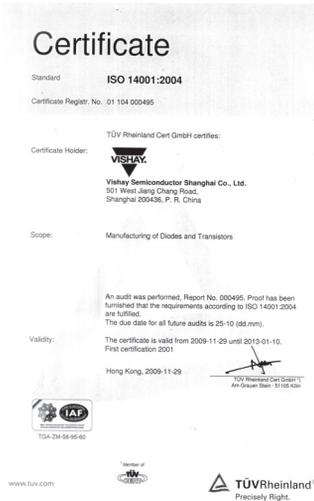 Certificate
Standard ISO 14001:2004
Certificate Registr. No. 01 104 000495
TÜV Rheinland Cert GmbH certifies:
Certificate Holder:
VISHAY.
Vishay Semiconductor Shanghai Co., Ltd.
501 West Jiang Chang Road,
Shanghai 200436, P. R. China
Scope: Manufacturing of Diodes and Transistors
An audit was performed, Report No. 000495. Proof has been
furnished that the requirements according to ISO 14001:2004
are fulfilled.
The due date for all future audits is 25-10 (dd.mm).
Validity: The certificate is valid from 2009-11-29 until 2013-01-10.
First certification 2001
Hong Kong, 2009-11-29
TÜV Rheinland Cert GmbH
Am Grauen Stein · 51105 Köln
IAF
TGA-ZM-58-95-60
Member of
TÜV
CERT
www.tuv.com
TÜVRheinland
Precisely Right.